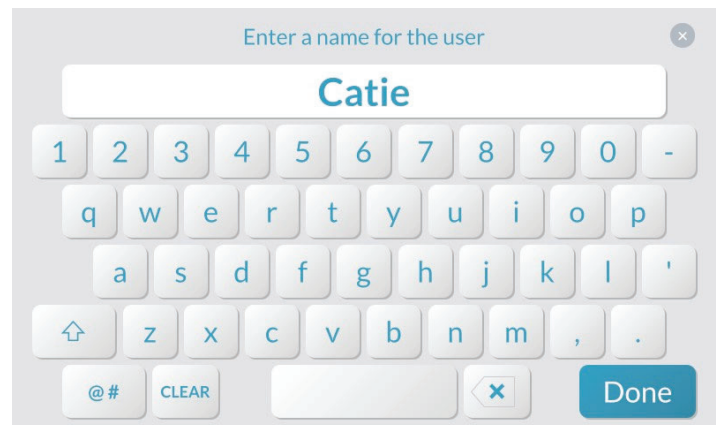 Enter a name for the user
Catie
1 2 3 4 5 6 7 8 9 0 -
q w e r t y u i o p
a s d f g h j k l '
z x c v b n m , .
@ # CLEAR Done